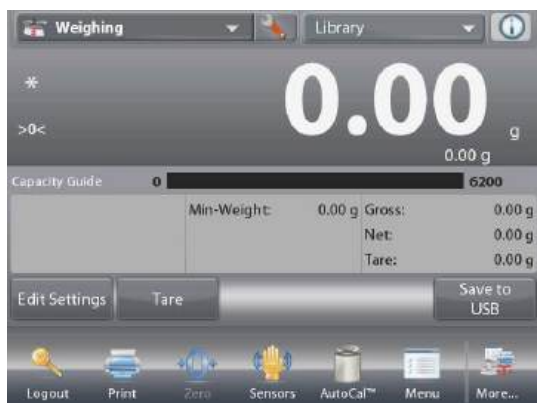 Weighing Library
*
>0<
0.00 g
0.00 g
Capacity Guide 0 6200
Min-Weight: 0.00 g Gross: 0.00 g
Net: 0.00 g
Tare: 0.00 g
Edit Settings Tare Save to
USB
Logout Print Zero Sensors AutoCal™ Menu More...